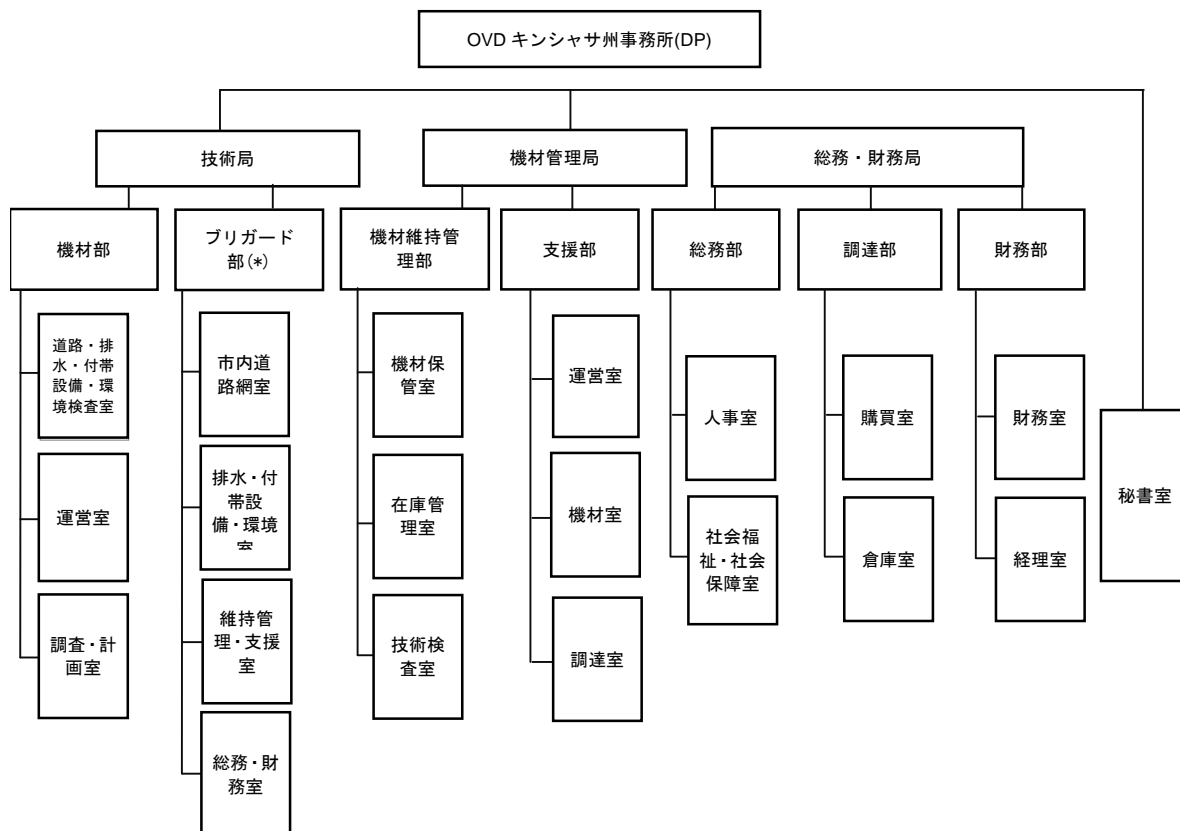 OVD キンシャサ州事務所(DP)
技術局
機材管理局
総務・財務局
機材部
ブリガード
部(*)
機材維持管
理部
支援部
総務部
調達部
財務部
道路・排
水・付帯
設備・環
境検査室
運営室
調査・計
画室
市内道
路網室
排水・付
帯設
備・環境
室
維持管
理・支援
室
総務・財
務室
機材保
管室
在庫管
理室
技術検
査室
運営室
機材室
調達室
人事室
社会福
祉・社会
保障室
購買室
倉庫室
財務室
経理室
秘書室